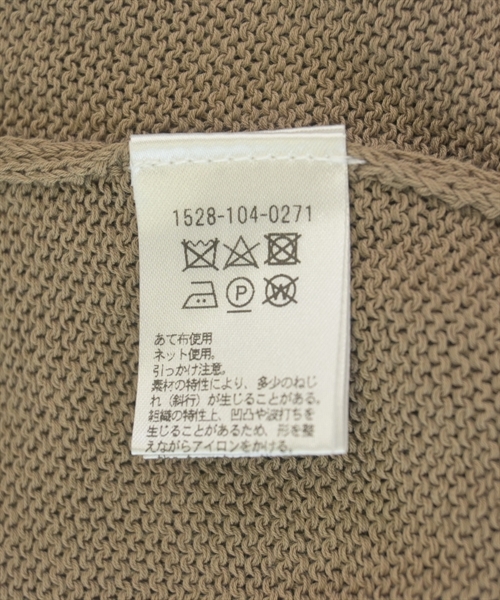 1528-104-0271
P W
あて布使用
ネット使用。
引っかけ注意。
素材の特性により、多少のねじ
れ（斜行）が生じることがある。
組織の特性上、凹凸や波打ちを
生じることがあるため、形を整
えながらアイロンをかける。